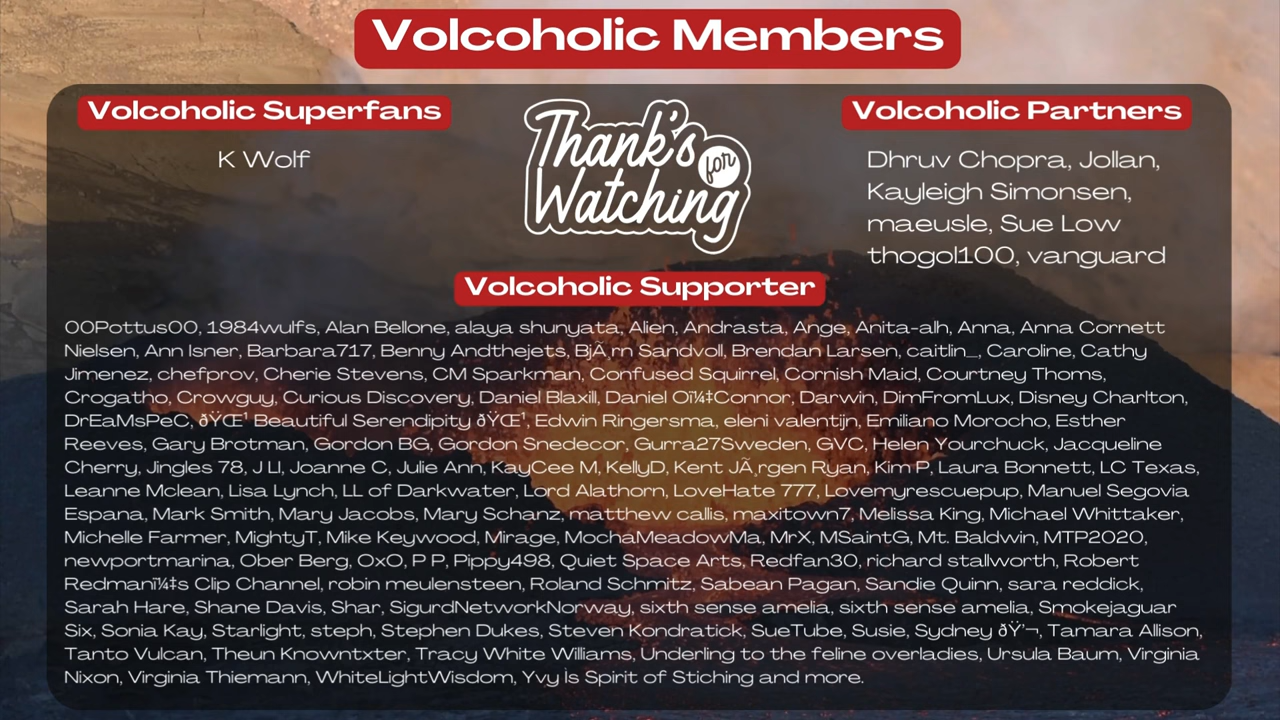 Volcoholic Members
Volcoholic Superfans
K Wolf
Thank's
for
Watching
Volcoholic Partners
Dhruv Chopra, Jollan,
Kayleigh Simonsen,
maeusle, Sue Low
thogol100, vanguard
Volcoholic Supporter
00Pottus00, 1984wulfs, Alan Bellone, alaya shunyata, Alien, Andrasta, Ange, Anita-alh, Anna, Anna Cornett
Nielsen, Ann Isner, Barbara717, Benny Andthejets, BjÃ¸rn Sandvoll, Brendan Larsen, caitlin_, Caroline, Cathy
Jimenez, chefprov, Cherie Stevens, CM Sparkman, Confused Squirrel, Cornish Maid, Courtney Thoms,
Crogatho, Crowguy, Curious Discovery, Daniel Blaxill, Daniel Oï¼‡Connor, Darwin, DimFromLux, Disney Charlton,
DrEaMsPeC, ðŸŒ¹ Beautiful Serendipity ðŸŒ¹, Edwin Ringersma, eleni valentijn, Emiliano Morocho, Esther
Reeves, Gary Brotman, Gordon BG, Gordon Snedecor, Gurra27Sweden, GVC, Helen Yourchuck, Jacqueline
Cherry, Jingles 78, J LI, Joanne C, Julie Ann, KayCee M, KellyD, Kent JÃ¸rgen Ryan, Kim P, Laura Bonnett, LC Texas,
Leanne Mclean, Lisa Lynch, LL of Darkwater, Lord Alathorn, LoveHate 777, Lovemyrescuepup, Manuel Segovia
Espana, Mark Smith, Mary Jacobs, Mary Schanz, matthew callis, maxitown7, Melissa King, Michael Whittaker,
Michelle Farmer, MightyT, Mike Keywood, Mirage, MochaMeadowMa, MrX, MSaintG, Mt. Baldwin, MTP2020,
newportmarina, Ober Berg, OxO, P P, Pippy498, Quiet Space Arts, Redfan30, richard stallworth, Robert
Redmanï¼‡s Clip Channel, robin meulensteen, Roland Schmitz, Sabean Pagan, Sandie Quinn, sara reddick,
Sarah Hare, Shane Davis, Shar, SigurdNetworkNorway, sixth sense amelia, sixth sense amelia, Smokejaguar
Six, Sonia Kay, Starlight, steph, Stephen Dukes, Steven Kondratick, SueTube, Susie, Sydney ðŸ’¬, Tamara Allison,
Tanto Vulcan, Theun Knowntxter, Tracy White Williams, Underling to the feline overladies, Ursula Baum, Virginia
Nixon, Virginia Thiemann, WhiteLightWisdom, Yvy İs Spirit of Stiching and more.